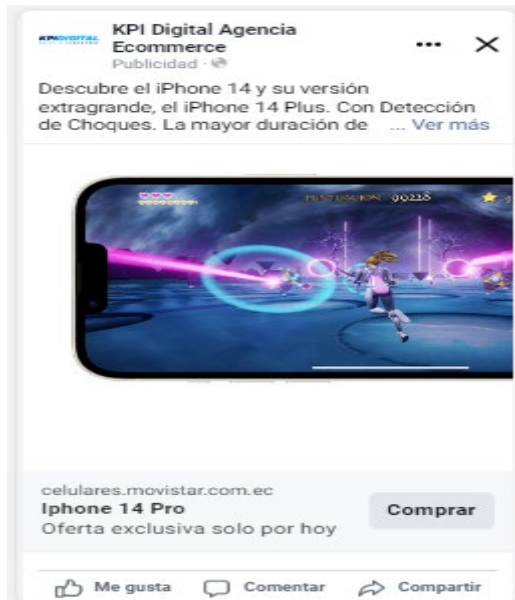 KPIDIGITAL
KPI Digital Agencia
Ecommerce
Publicidad ·
Descubre el iPhone 14 y su versión
extragrande, el iPhone 14 Plus. Con Detección
de Choques. La mayor duración de ... Ver más
99228
celulares.movistar.com.ec
Iphone 14 Pro
Oferta exclusiva solo por hoy
Comprar
Me gusta Comentar Compartir